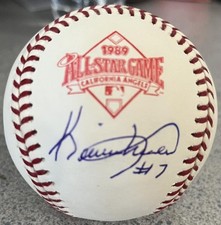 1989
ALL-STAR GAME
CALIFORNIA ANGELS
#7